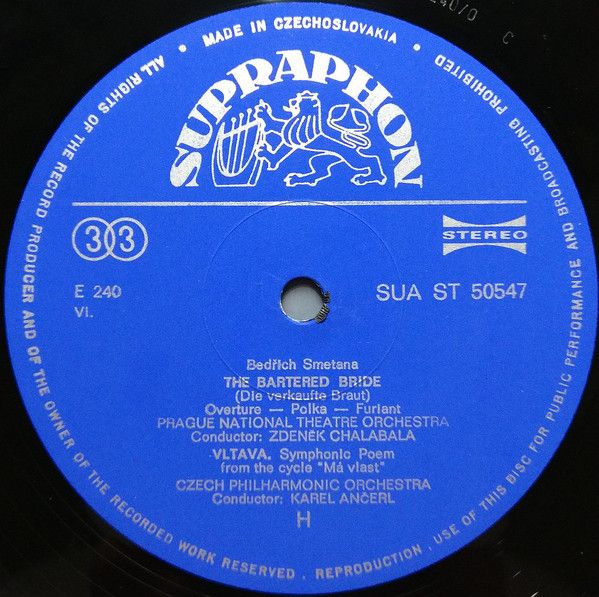 40/0 C
ALL RIGHTS OF THE RECORD PRODUCER AND OF THE OWNER OF THE RECORDED WORK RESERVED . REPRODUCTION . USE OF THIS DISC FOR PUBLIC PERFORMANCE AND BROADCASTING PROHIBITED
• MADE IN CZECHOSLOVAKIA •
SUPRAPHON
33
STEREO
E 240
SUA ST 50547
VI.
Bedřich Smetana
THE BARTERED BRIDE
(Die verkaufte Braut)
Overture — Polka — Furiant
PRAGUE NATIONAL THEATRE ORCHESTRA
Conductor: ZDENĚK CHALABALA
VLTAVA. Symphonic Poem
from the cycle "Má vlast"
CZECH PHILHARMONIC ORCHESTRA
Conductor: KAREL ANČERL
H